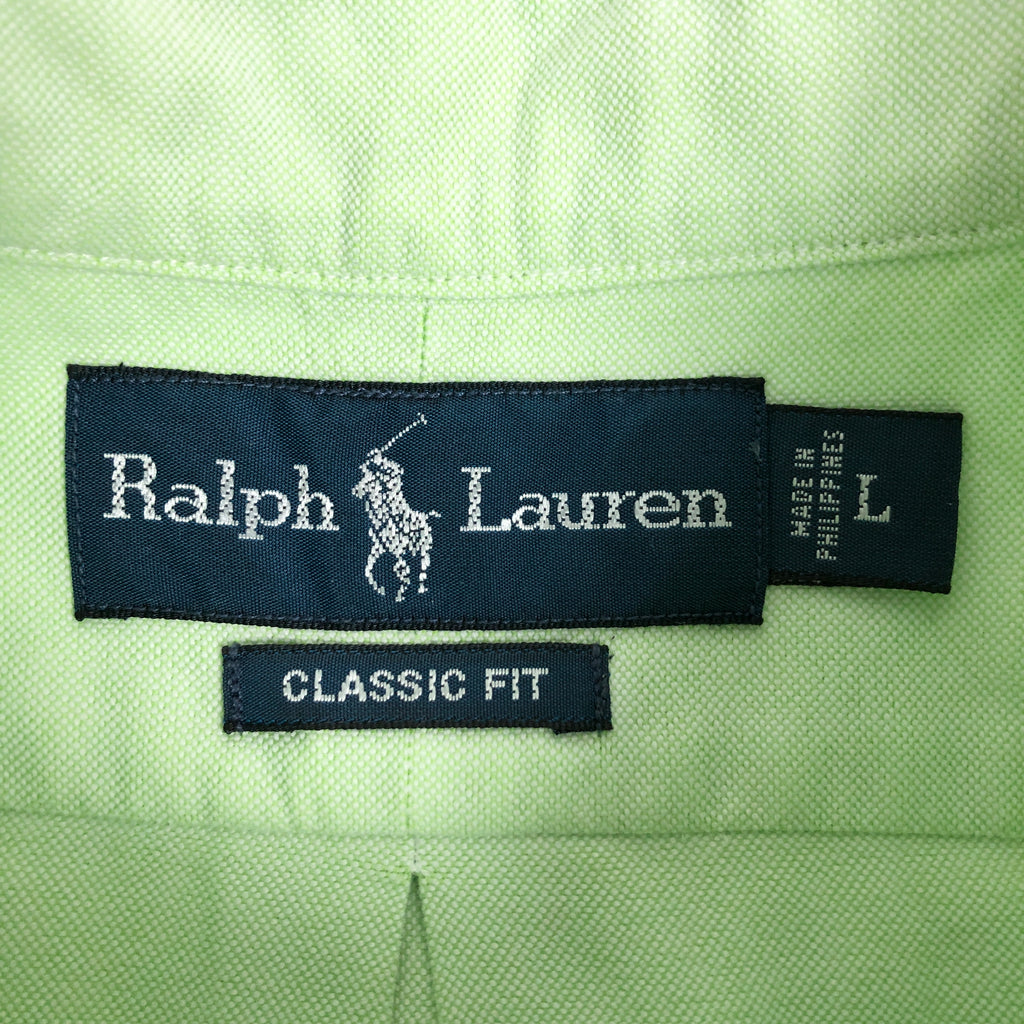 Ralph Lauren
MADE IN
PHILIPPINES
L
CLASSIC FIT